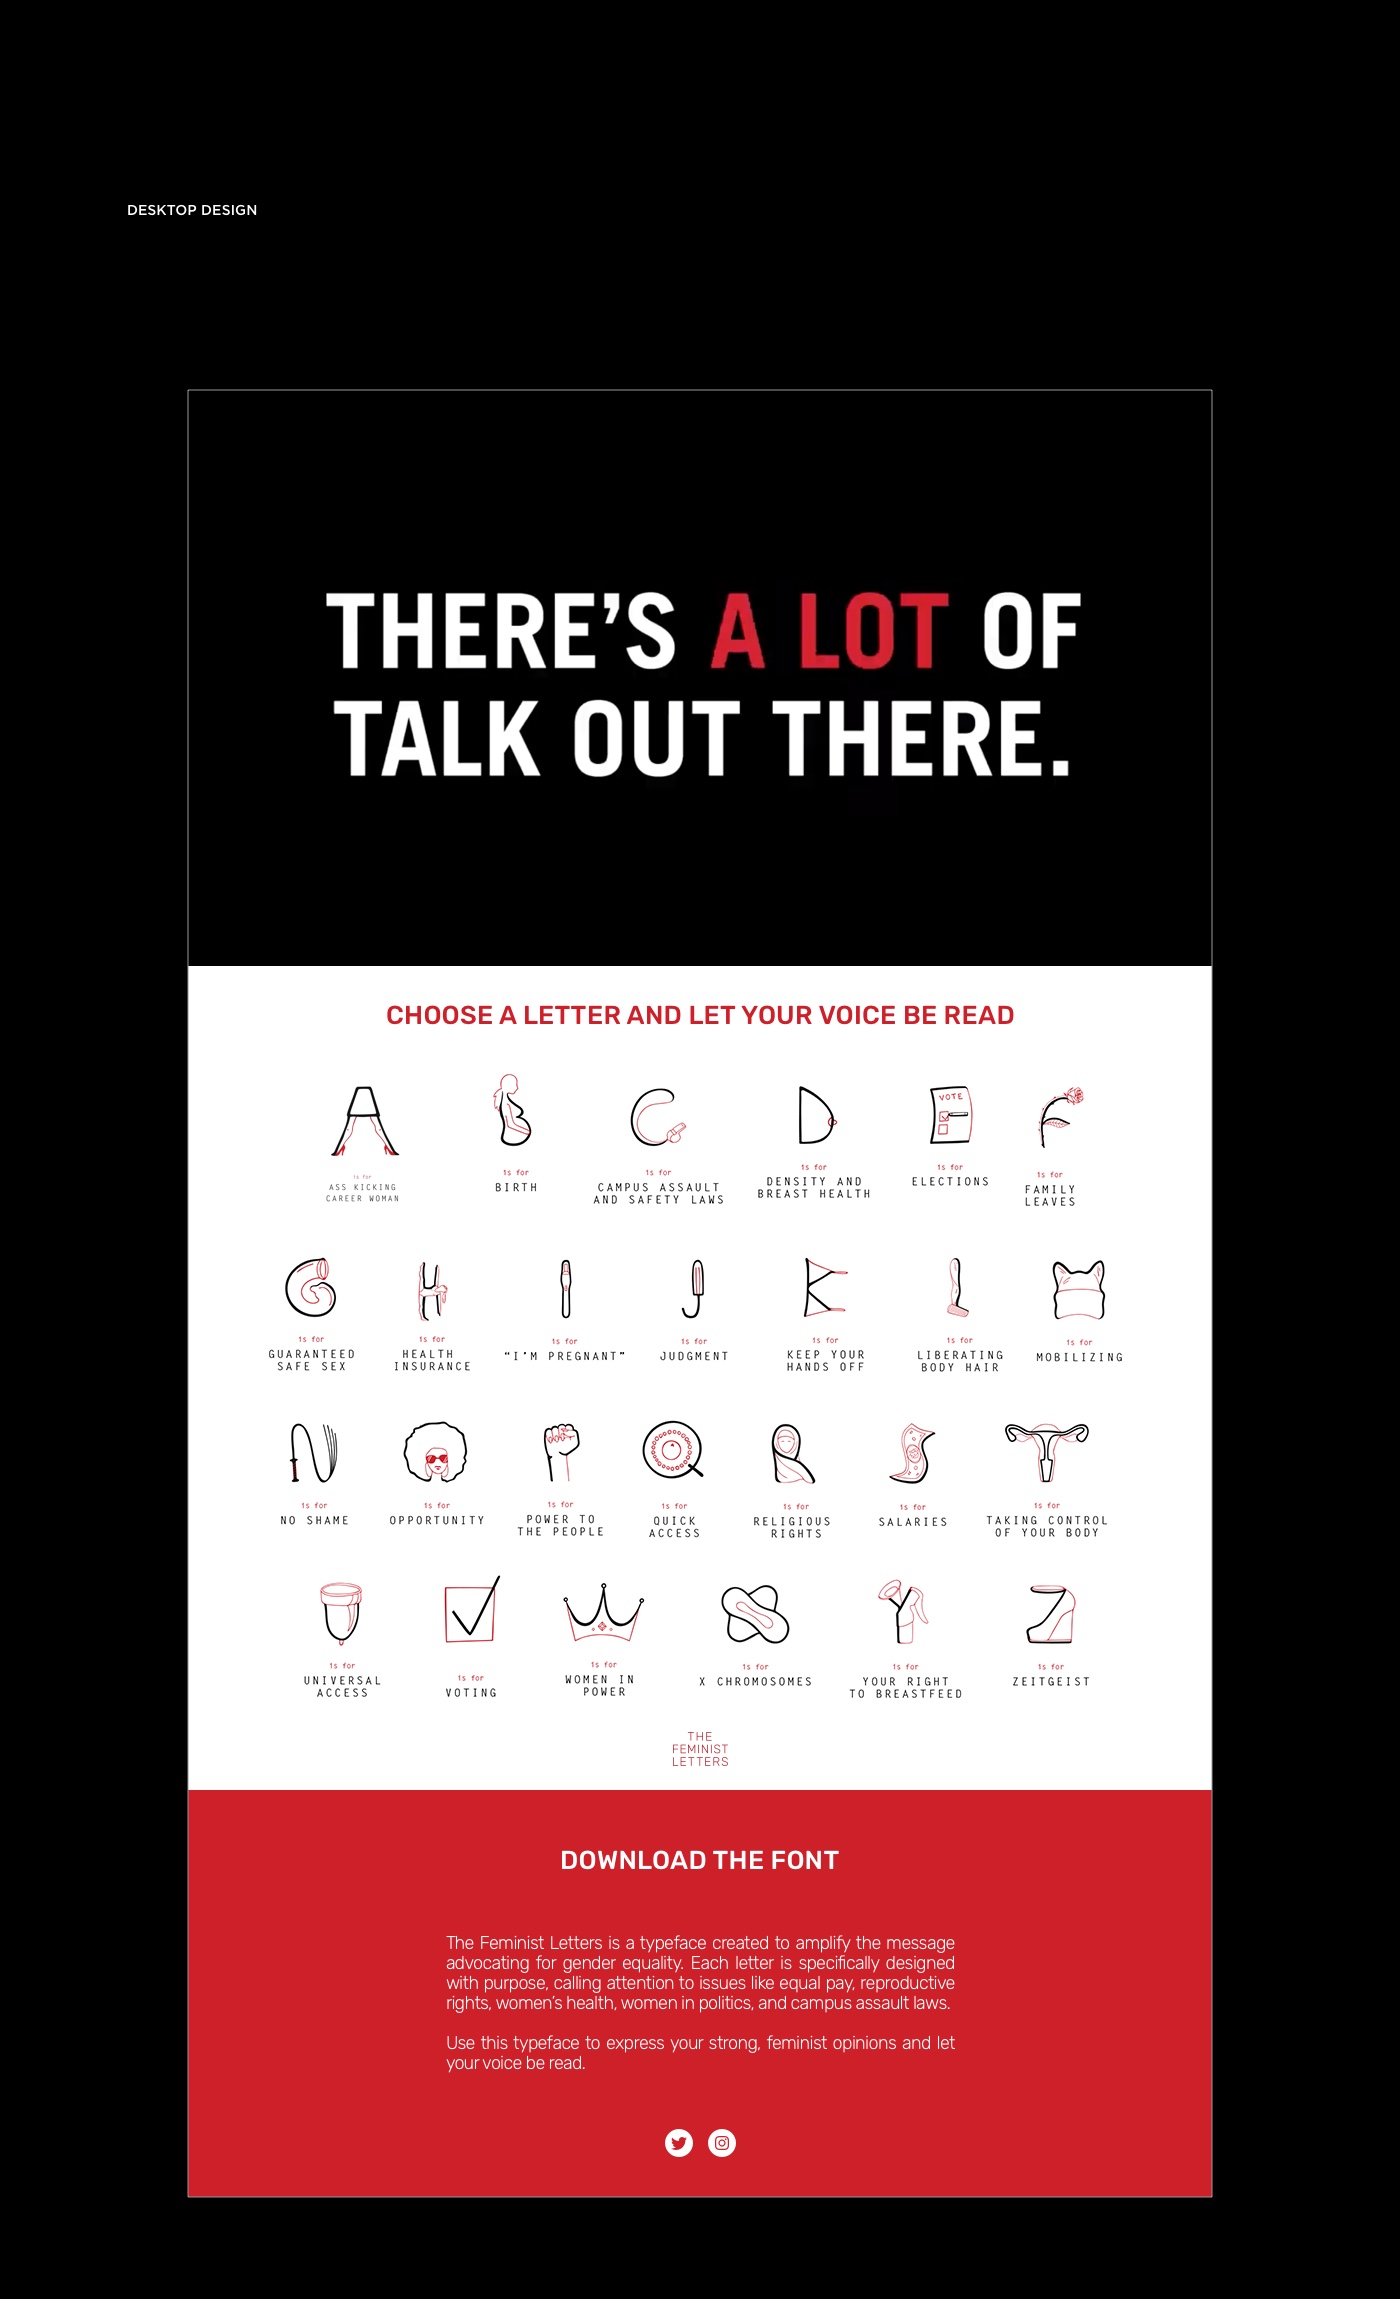 DESKTOP DESIGN
THERE'S A LOT OF
TALK OUT THERE.
CHOOSE A LETTER AND LET YOUR VOICE BE READ
is for
ASS KICKING
CAREER WOMAN
is for
BIRTH
is for
CAMPUS ASSAULT
AND SAFETY LAWS
is for
DENSITY AND
BREAST HEALTH
VOTE
is for
ELECTIONS
is for
FAMILY
LEAVES
is for
GUARANTEED
SAFE SEX
is for
HEALTH
INSURANCE
is for
"I'M PREGNANT"
is for
JUDGMENT
is for
KEEP YOUR
HANDS OFF
is for
LIBERATING
BODY HAIR
is for
MOBILIZING
is for
NO SHAME
is for
OPPORTUNITY
is for
POWER TO
THE PEOPLE
is for
QUICK
ACCESS
is for
RELIGIOUS
RIGHTS
is for
SALARIES
is for
TAKING CONTROL
OF YOUR BODY
is for
UNIVERSAL
ACCESS
is for
VOTING
is for
WOMEN IN
POWER
is for
X CHROMOSOMES
is for
YOUR RIGHT
TO BREASTFEED
is for
ZEITGEIST
THE
FEMINIST
LETTERS
DOWNLOAD THE FONT
The Feminist Letters is a typeface created to amplify the message
advocating for gender equality. Each letter is specifically designed
with purpose, calling attention to issues like equal pay, reproductive
rights, women's health, women in politics, and campus assault laws.
Use this typeface to express your strong, feminist opinions and let
your voice be read.